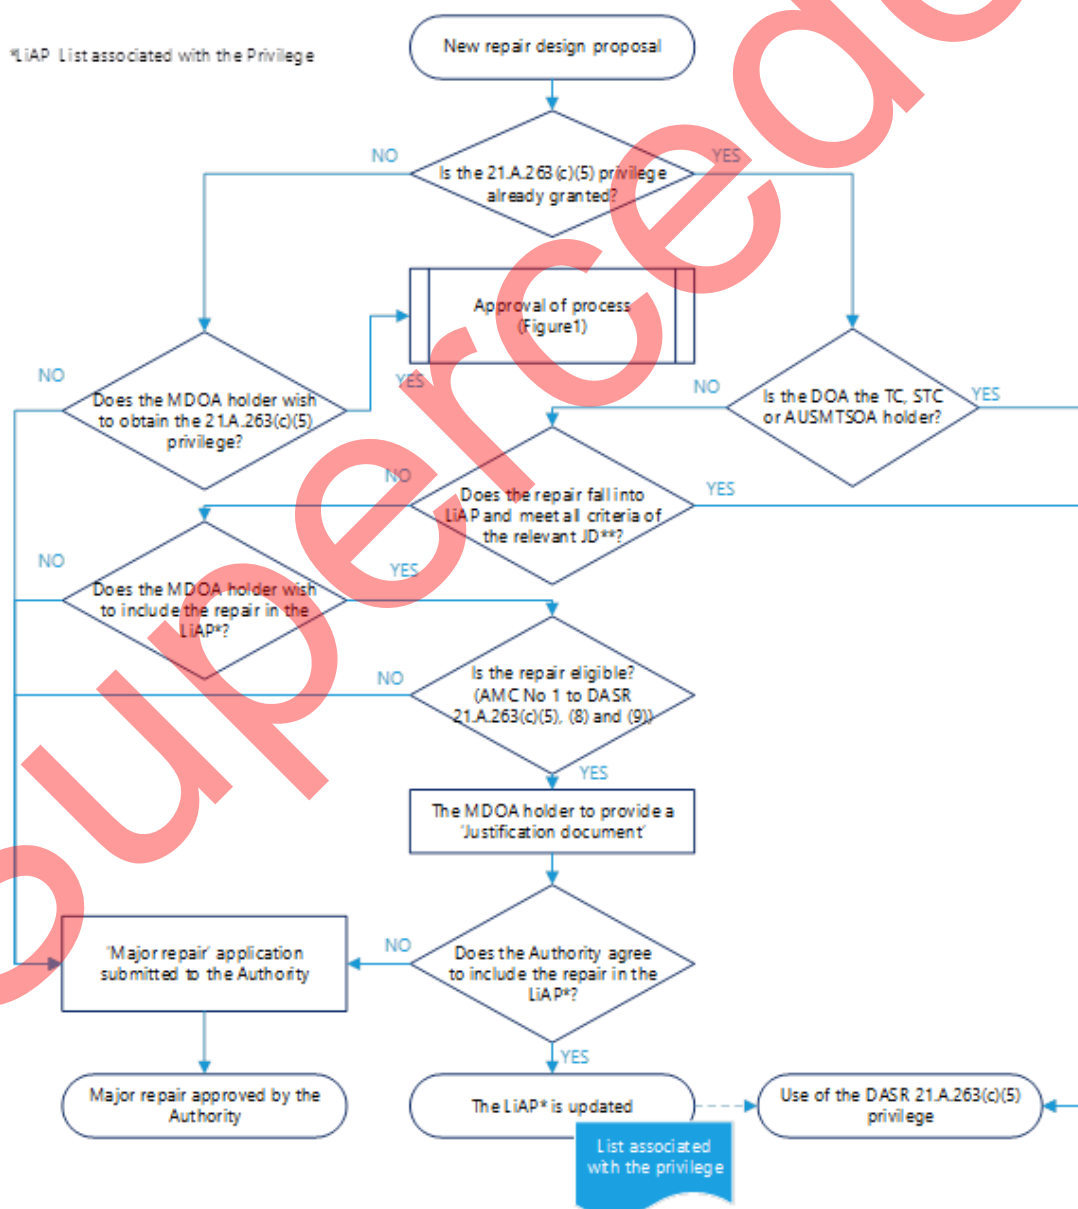 *LiAP List associated with the Privilege
New repair design proposal
NO
YES
Is the 21.A.263(c)(5) privilege
already granted?
Approval of process
(Figure1)
NO
YES
Does the MDOA holder wish
to obtain the 21.A.263(c)(5)
privilege?
NO
YES
Is the DOA the TC, STC
or AUSMTSOA holder?
NO
YES
Does the repair fall into
LiAP and meet all criteria of
the relevant JD**?
NO
YES
Does the MDOA holder wish
to include the repair in the
LiAP*?
NO
Is the repair eligible?
(AMC No 1 to DASR
21.A.263(c)(5), (8) and (9))
YES
The MDOA holder to provide a
'Justification document'
'Major repair' application
submitted to the Authority
NO
Does the Authority agree
to include the repair in the
LiAP*?
YES
Major repair approved by the
Authority
The LiAP* is updated
Use of the DASR 21.A.263(c)(5)
privilege
List associated
with the privilege
Supercede